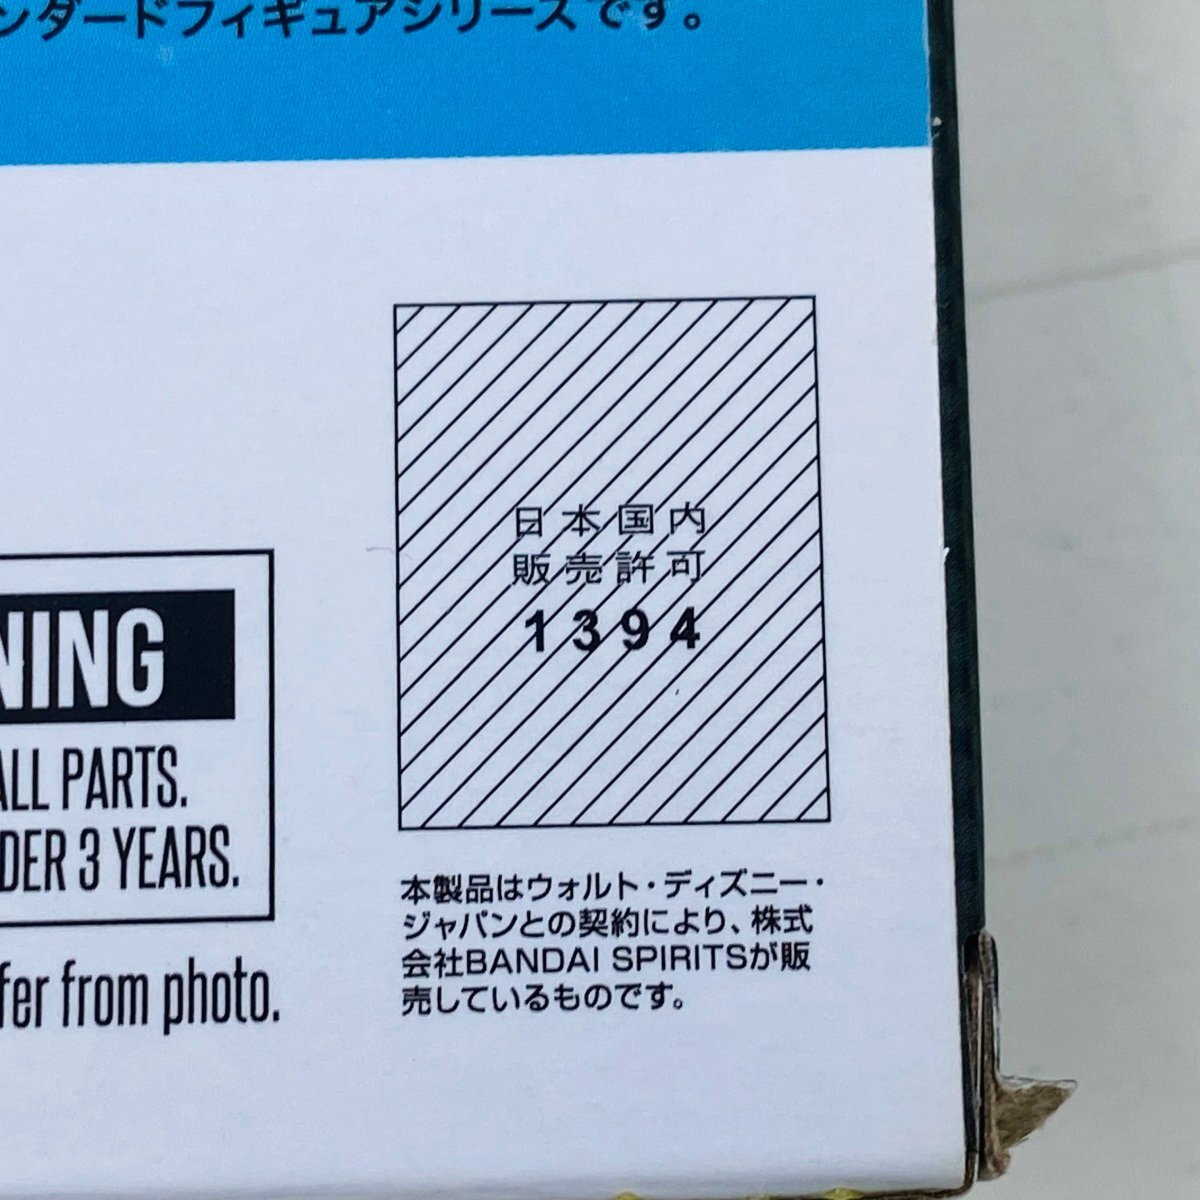 ンダードフィギュアシリーズです。
日本国内
販売許可
1394
NING
ALL PARTS.
DER 3 YEARS.
fer from photo.
本製品はウォルト・ディズニー・
ジャパンとの契約により、株式
会社BANDAI SPIRITSが販
売しているものです。